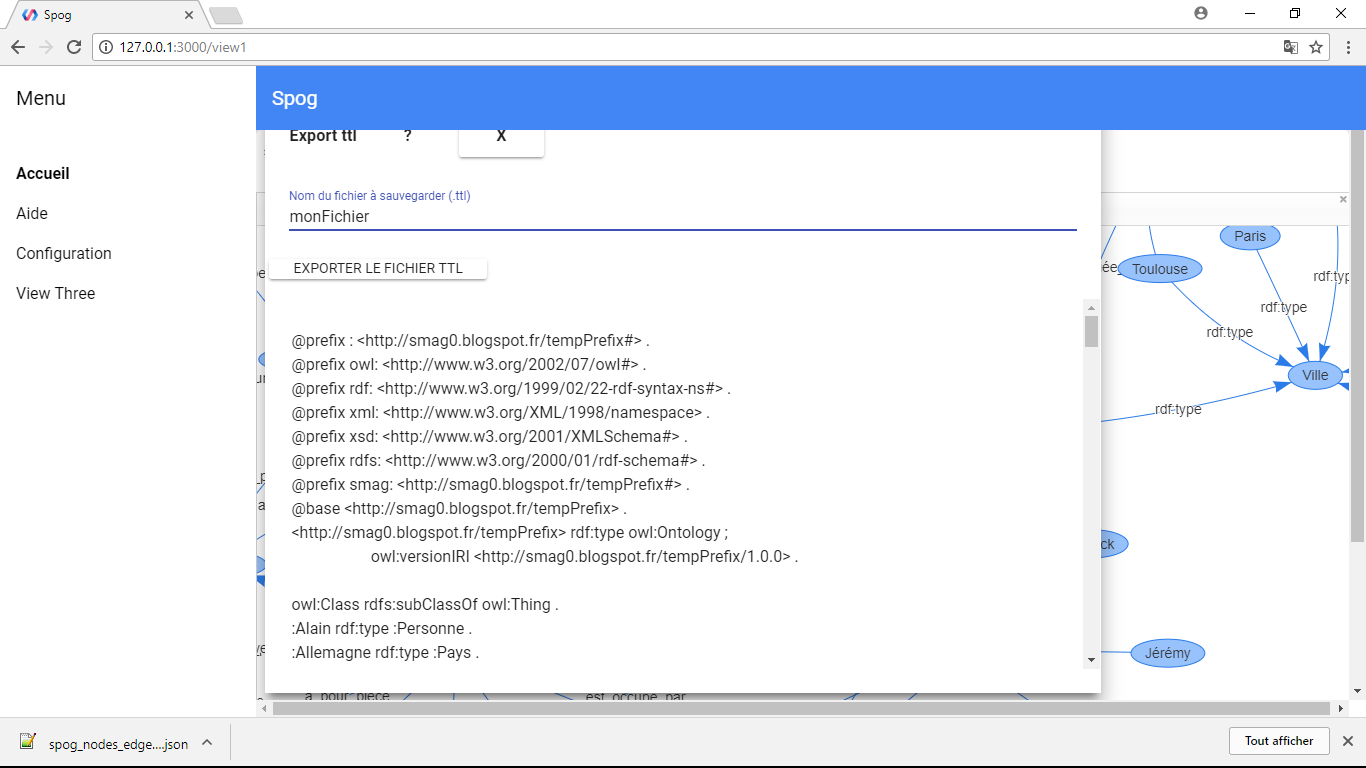 Spog
127.0.0.1:3000/view1
Menu
Spog
Accueil
Aide
Configuration
View Three
Export ttl ? X
Nom du fichier à sauvegarder (.ttl)
monFichier
EXPORTER LE FICHIER TTL
@prefix : <http://smag0.blogspot.fr/tempPrefix#> .
@prefix owl: <http://www.w3.org/2002/07/owl#> .
@prefix rdf: <http://www.w3.org/1999/02/22-rdf-syntax-ns#> .
@prefix xml: <http://www.w3.org/XML/1998/namespace> .
@prefix xsd: <http://www.w3.org/2001/XMLSchema#> .
@prefix rdfs: <http://www.w3.org/2000/01/rdf-schema#> .
@prefix smag: <http://smag0.blogspot.fr/tempPrefix#> .
@base <http://smag0.blogspot.fr/tempPrefix> .
<http://smag0.blogspot.fr/tempPrefix> rdf:type owl:Ontology ;
owl:versionIRI <http://smag0.blogspot.fr/tempPrefix/1.0.0> .
owl:Class rdfs:subClassOf owl:Thing .
:Alain rdf:type :Personne .
:Allemagne rdf:type :Pays .
Paris
Toulouse
rdf:typ
rdf:type
rdf:type
Ville
rdf:type
ck
Jérémy
a_pour_pièce
est_occupé_par
spog_nodes_edge....json
Tout afficher